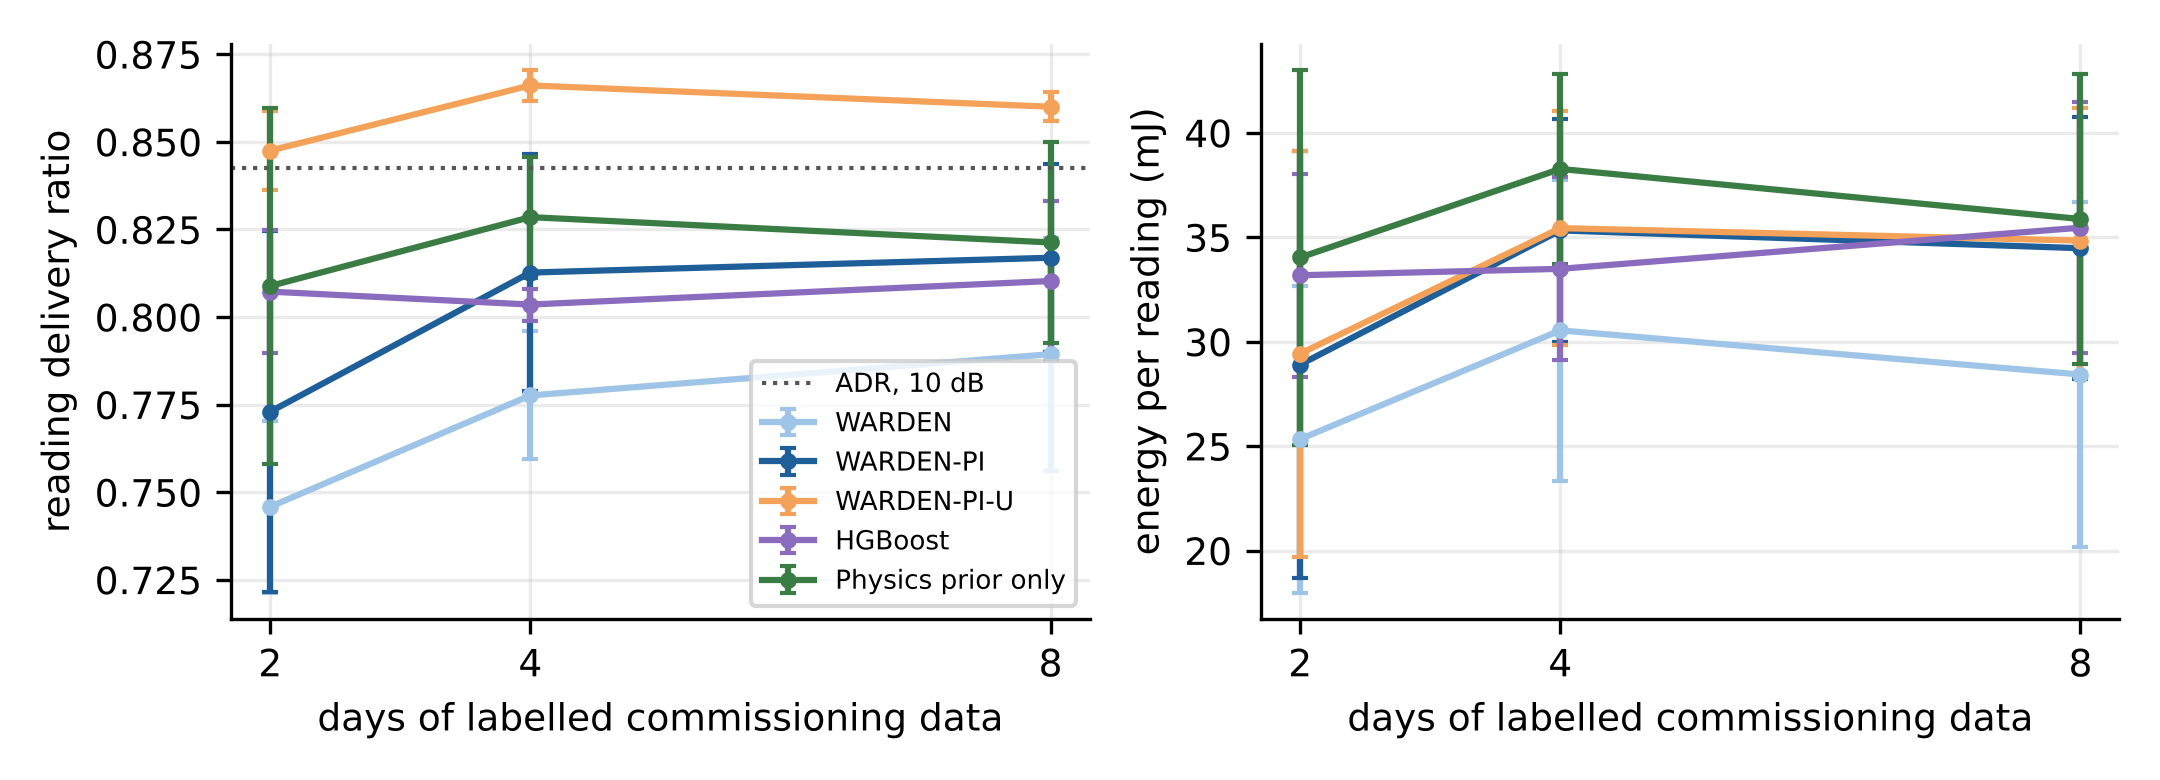 reading delivery ratio
0.875
0.850
0.825
0.800
0.775
0.750
0.725
2
4
8
days of labelled commissioning data
ADR, 10 dB
WARDEN
WARDEN-PI
WARDEN-PI-U
HGBoost
Physics prior only
energy per reading (mJ)
40
35
30
25
20
2
4
8
days of labelled commissioning data